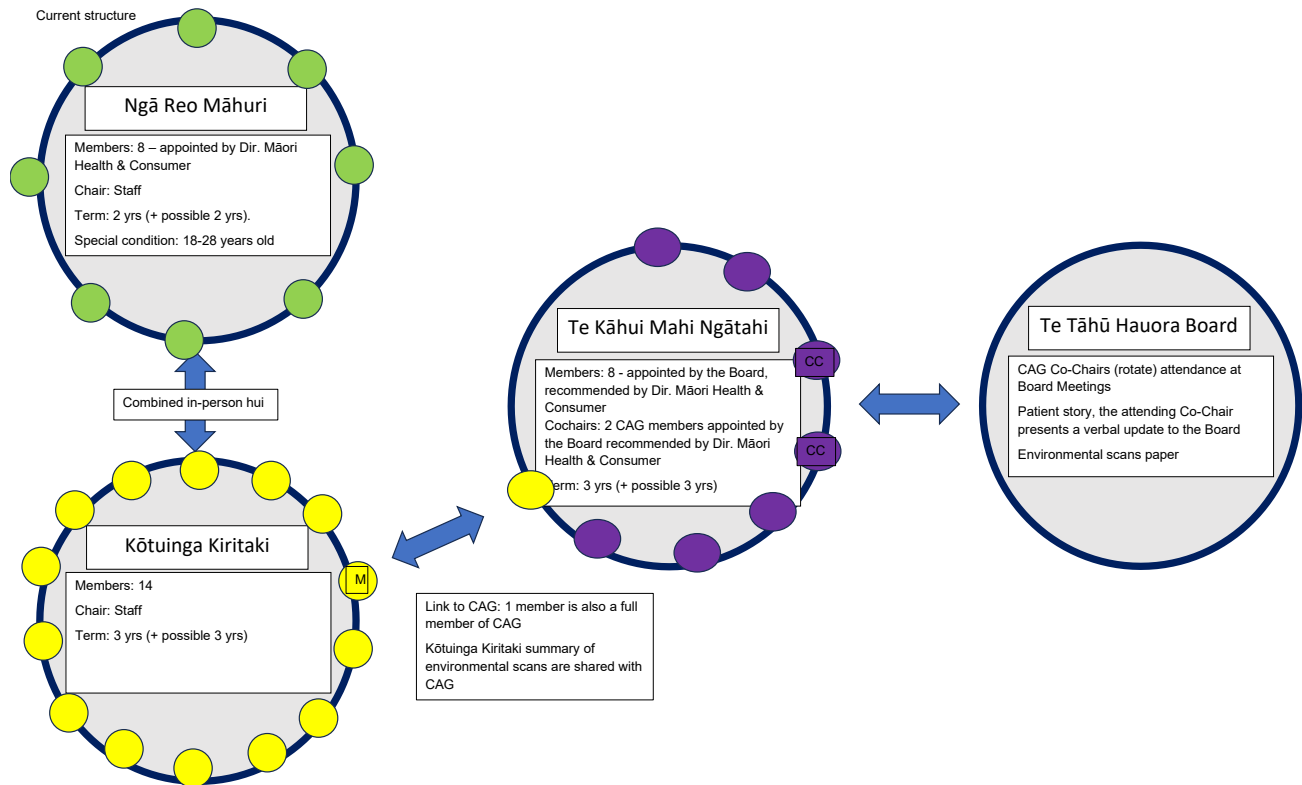 Current structure
Ngā Reo Māhuri
Members: 8 – appointed by Dir. Māori
Health & Consumer
Chair: Staff
Term: 2 yrs (+ possible 2 yrs).
Special condition: 18-28 years old
Combined in-person hui
Kōtuinga Kiritaki
Members: 14
Chair: Staff
Term: 3 yrs (+ possible 3 yrs)
M
Link to CAG: 1 member is also a full
member of CAG
Kōtuinga Kiritaki summary of
environmental scans are shared with
CAG
Te Kāhui Mahi Ngātahi
Members: 8 - appointed by the Board,
recommended by Dir. Māori Health &
Consumer
Cochairs: 2 CAG members appointed by
the Board recommended by Dir. Māori
Health & Consumer
erm: 3 yrs (+ possible 3 yrs)
CC
CC
Te Tāhū Hauora Board
CAG Co-Chairs (rotate) attendance at
Board Meetings
Patient story, the attending Co-Chair
presents a verbal update to the Board
Environmental scans paper